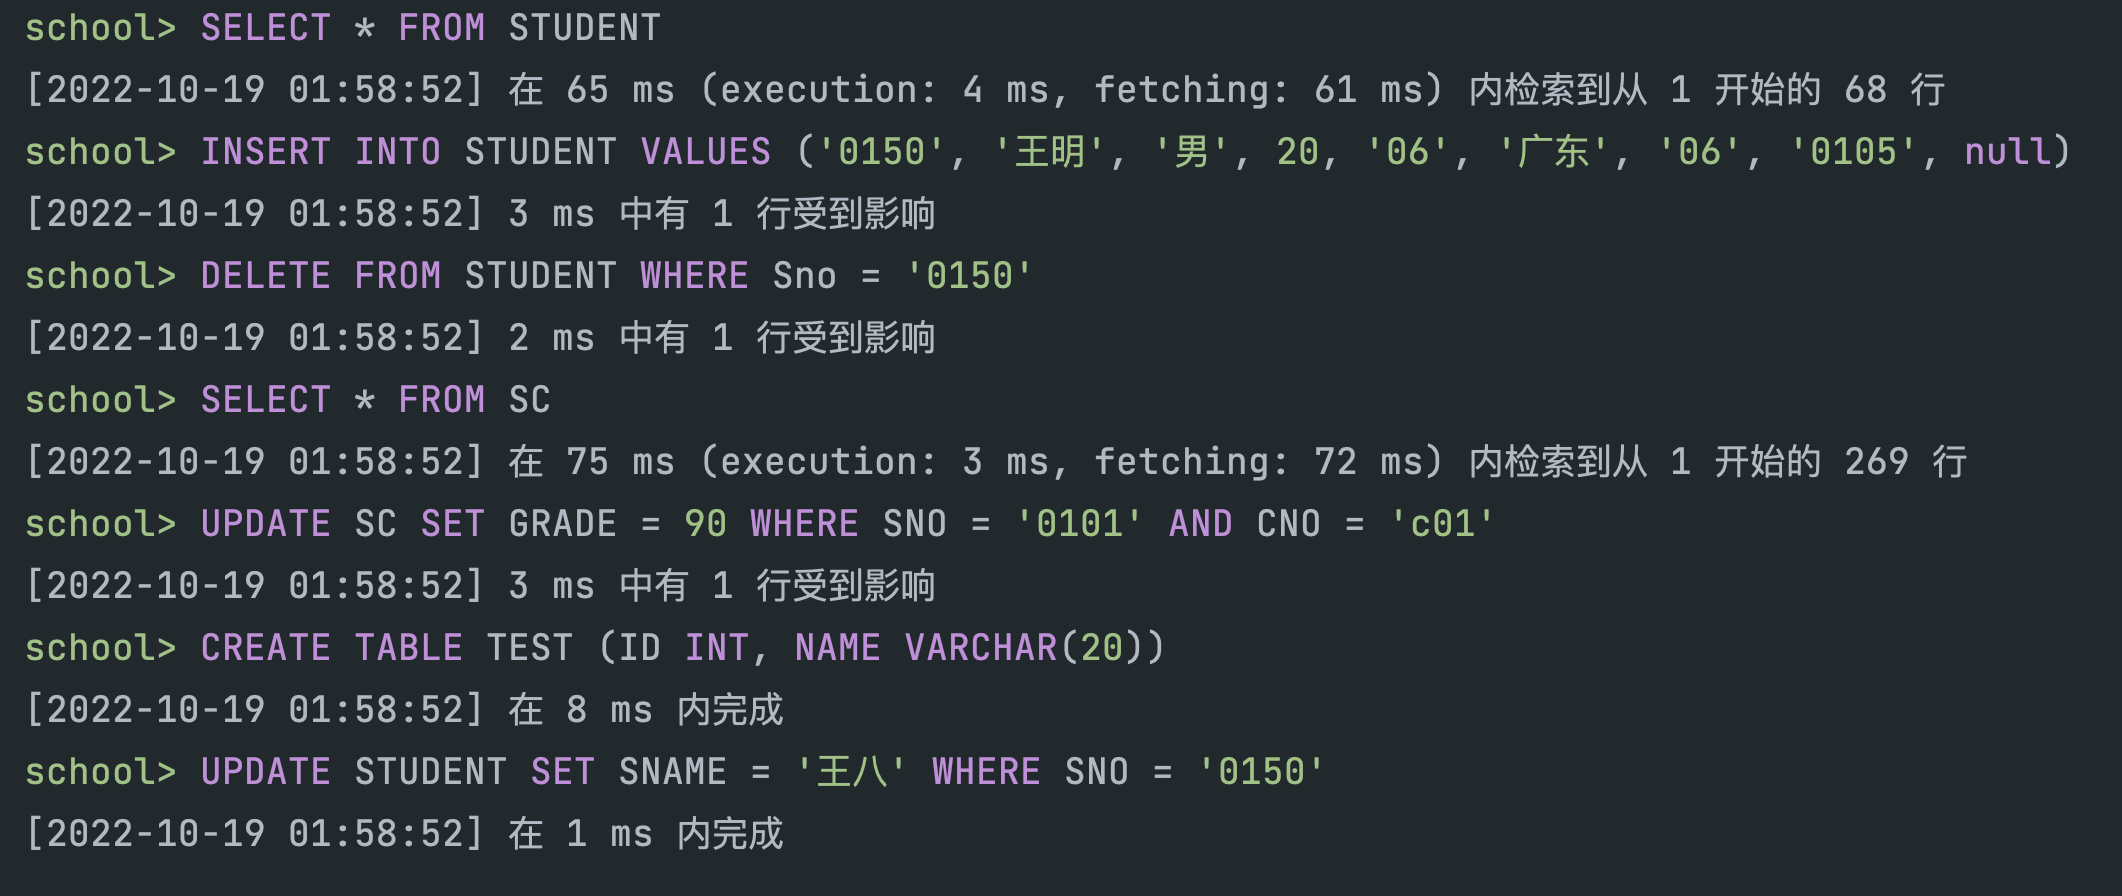 school> SELECT * FROM STUDENT
[2022-10-19 01:58:52] 在 65 ms (execution: 4 ms, fetching: 61 ms) 内检索到从 1 开始的 68 行
school> INSERT INTO STUDENT VALUES ('0150', '王明', '男', 20, '06', '广东', '06', '0105', null)
[2022-10-19 01:58:52] 3 ms 中有 1 行受到影响
school> DELETE FROM STUDENT WHERE Sno = '0150'
[2022-10-19 01:58:52] 2 ms 中有 1 行受到影响
school> SELECT * FROM SC
[2022-10-19 01:58:52] 在 75 ms (execution: 3 ms, fetching: 72 ms) 内检索到从 1 开始的 269 行
school> UPDATE SC SET GRADE = 90 WHERE SNO = '0101' AND CNO = 'c01'
[2022-10-19 01:58:52] 3 ms 中有 1 行受到影响
school> CREATE TABLE TEST (ID INT, NAME VARCHAR(20))
[2022-10-19 01:58:52] 在 8 ms 内完成
school> UPDATE STUDENT SET SNAME = '王八' WHERE SNO = '0150'
[2022-10-19 01:58:52] 在 1 ms 内完成